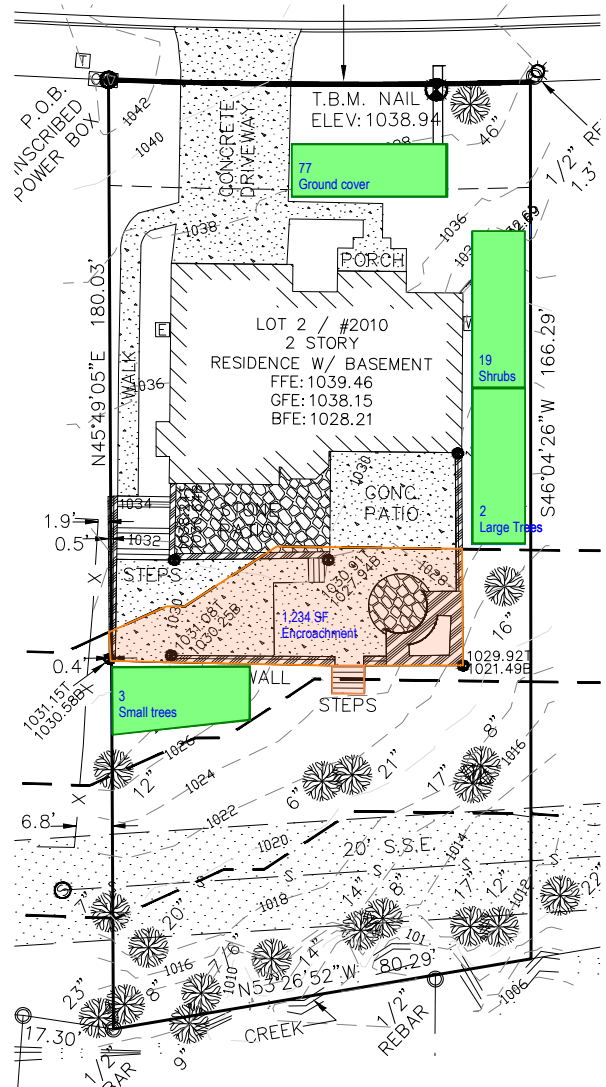 P.O.B.
INSCRIBED
POWER BOX
T
1042
1040
CONCRETE
DRIVEWAY
T.B.M. NAIL
ELEV: 1038.94
46"
1/2"
1.3'
77
Ground cover
1038
1036
PORCH
N45°49'05"E 180.03'
WALK
1036
E
LOT 2 / #2010
2 STORY
RESIDENCE W/ BASEMENT
FFE: 1039.46
GFE: 1038.15
BFE: 1028.21
19
Shrubs
S46°04'26"W 166.29'
2
Large Trees
1030
CONC.
PATIO
1034
1032
1.9'
0.5'
X
STEPS
1030
1031.08T
1030.25B
1030.91T
1027.94B
1028
1,234 SF
Encroachment
16"
0.4'
1031.15T
1030.58B
1029.92T
1021.49B
WALL
STEPS
3
Small trees
1026
1024
1022
12"
6"
21"
17"
8"
1016
X
6.8'
1020
20' S.S.E.
1014
S
S
S
S
1018
1012
7"
20"
14"
8"
17"
12"
22"
1016
1010
7/6"
14"
101
N53°26'52"W 80.29'
1006
23"
8"
9"
17.30'
1/2"
CREEK
1/2"
REBAR